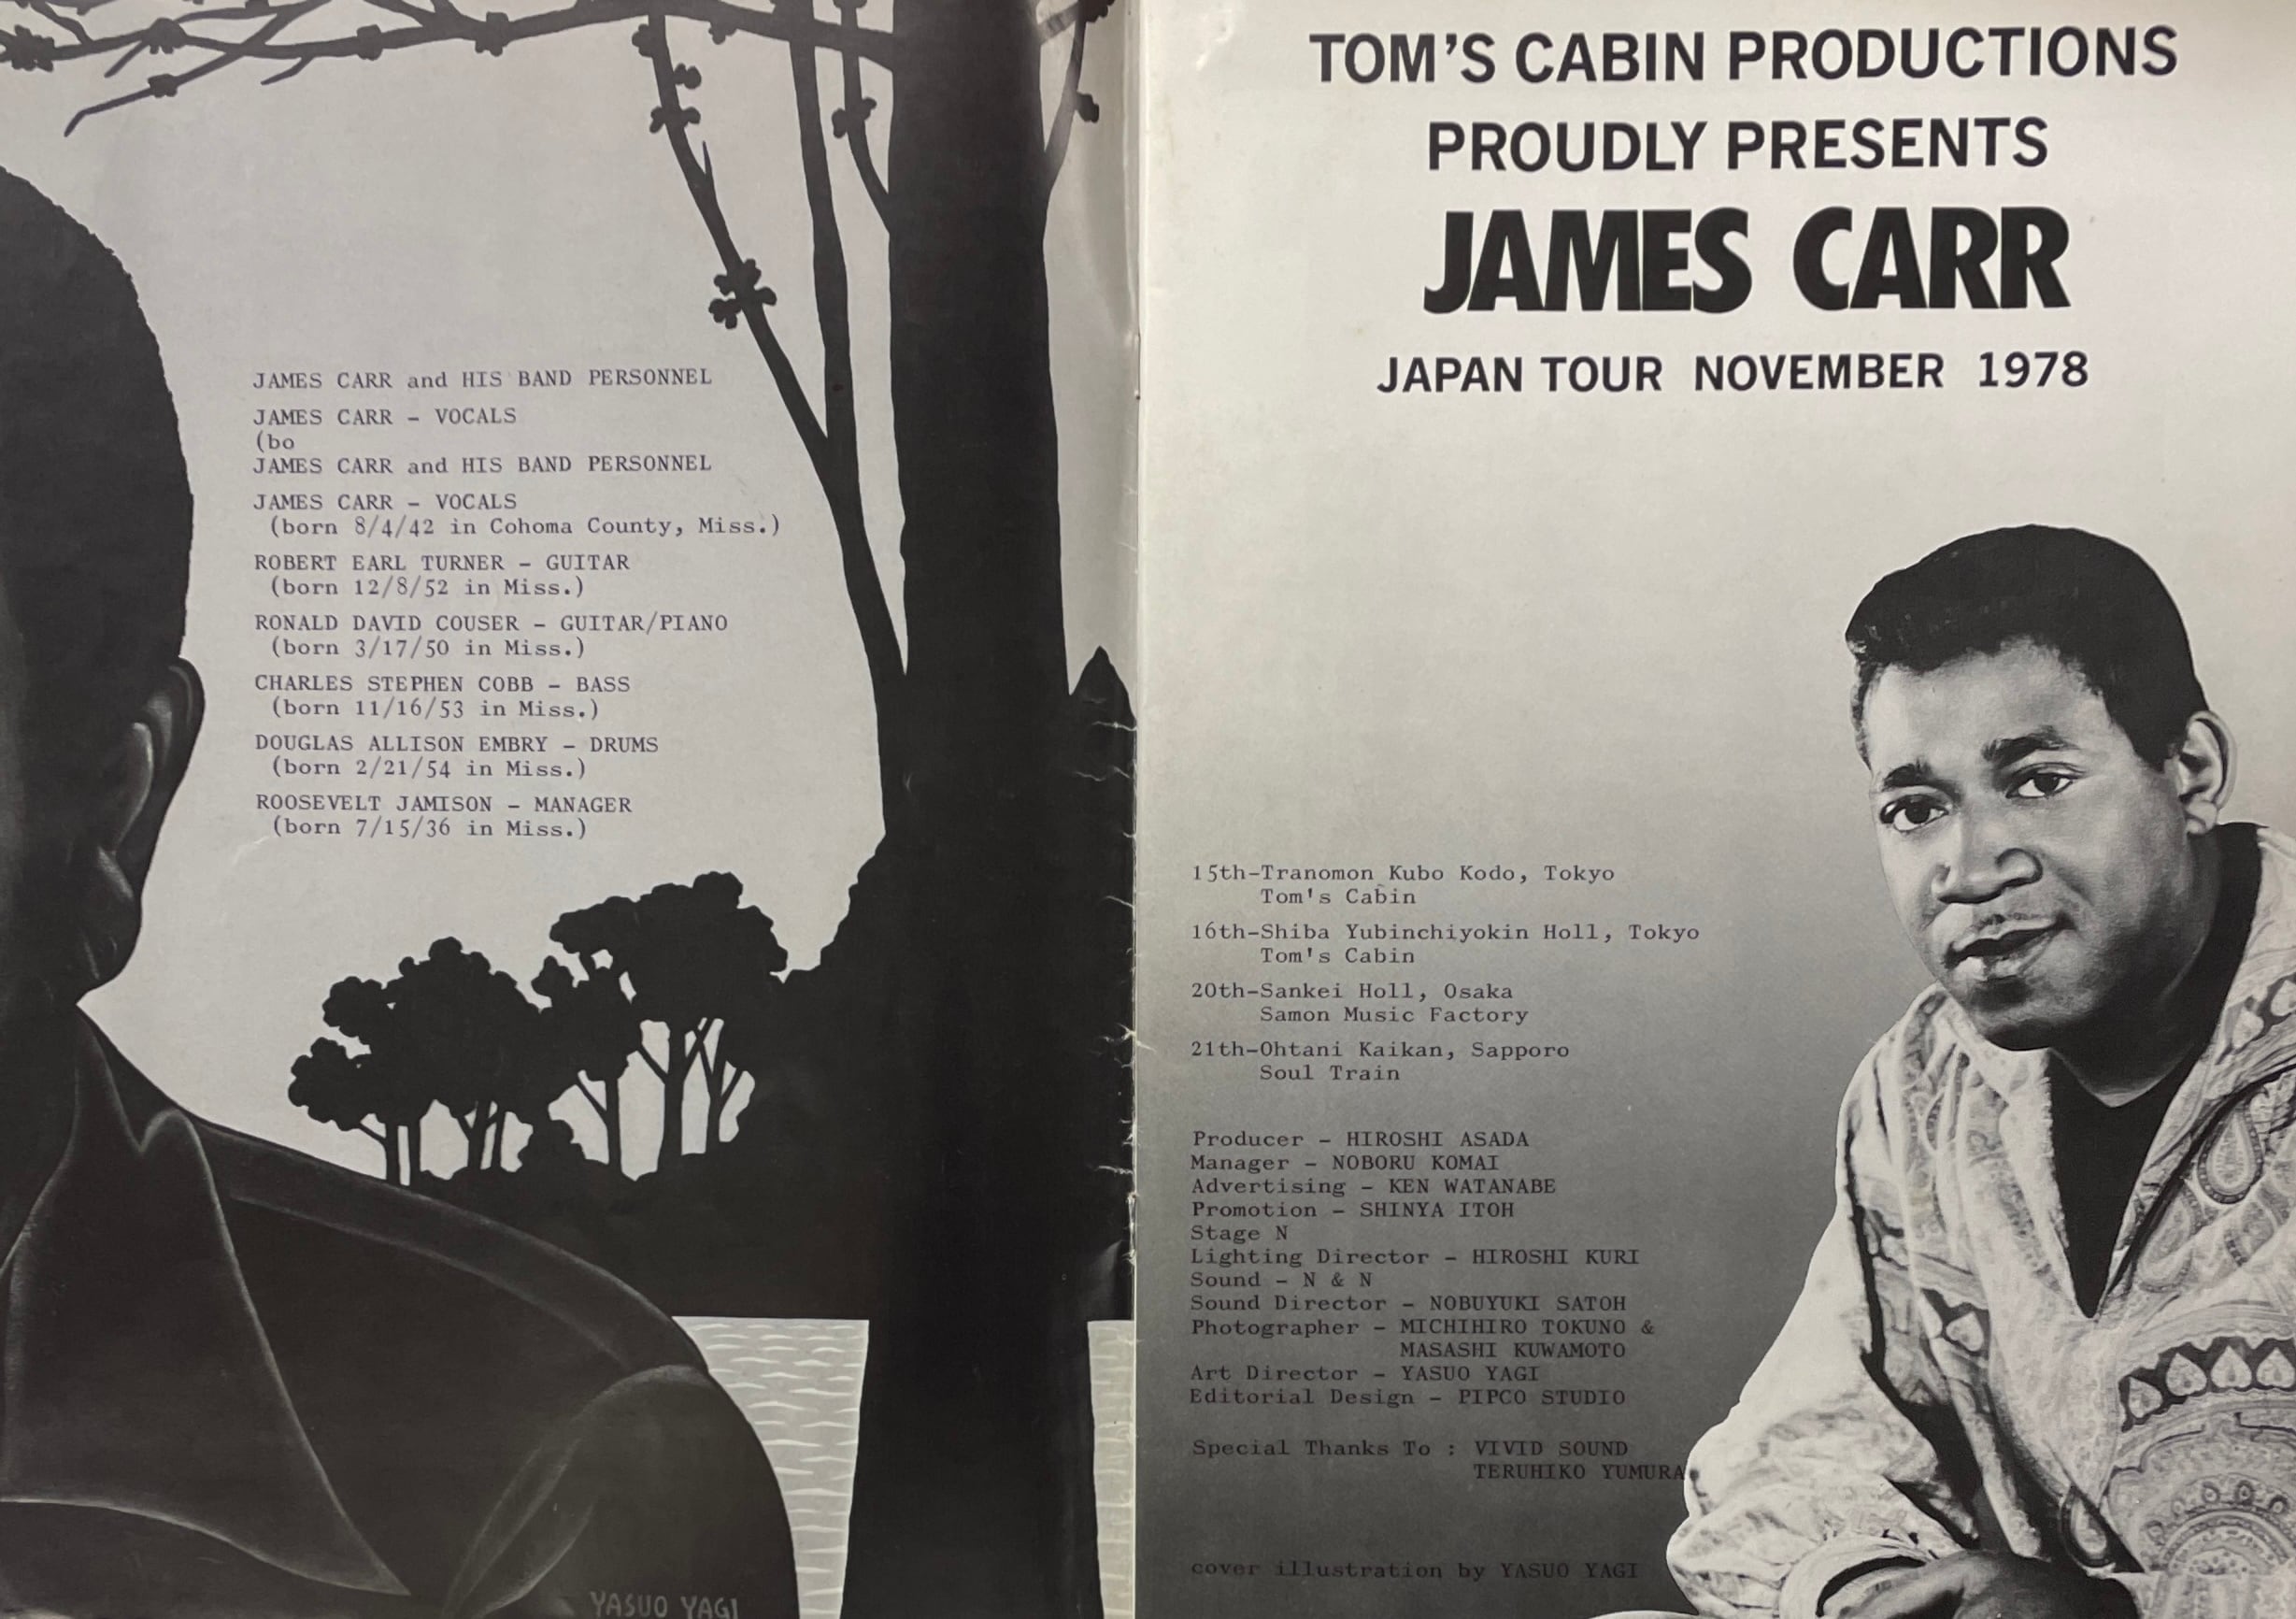 JAMES CARR and HIS BAND PERSONNEL
JAMES CARR - VOCALS
(bo
JAMES CARR and HIS BAND PERSONNEL
JAMES CARR - VOCALS
(born 8/4/42 in Cohoma County, Miss.)
ROBERT EARL TURNER - GUITAR
(born 12/8/52 in Miss.)
RONALD DAVID COUSER - GUITAR/PIANO
(born 3/17/50 in Miss.)
CHARLES STEPHEN COBB - BASS
(born 11/16/53 in Miss.)
DOUGLAS ALLISON EMBRY - DRUMS
(born 2/21/54 in Miss.)
ROOSEVELT JAMISON - MANAGER
(born 7/15/36 in Miss.)
YASUO YAGI
TOM'S CABIN PRODUCTIONS
PROUDLY PRESENTS
JAMES CARR
JAPAN TOUR NOVEMBER 1978
15th-Tranomon Kubo Kodo, Tokyo
Tom's Cabin
16th-Shiba Yubinchiyokin Holl, Tokyo
Tom's Cabin
20th-Sankei Holl, Osaka
Samon Music Factory
21th-Ohtani Kaikan, Sapporo
Soul Train
Producer - HIROSHI ASADA
Manager - NOBORU KOMAI
Advertising - KEN WATANABE
Promotion - SHINYA ITOH
Stage N
Lighting Director - HIROSHI KURI
Sound - N & N
Sound Director - NOBUYUKI SATOH
Photographer - MICHIHIRO TOKUNO &
MASASHI KUWAMOTO
Art Director - YASUO YAGI
Editorial Design - PIPCO STUDIO
Special Thanks To : VIVID SOUND
TERUHIKO YUMURA
cover illustration by YASUO YAGI